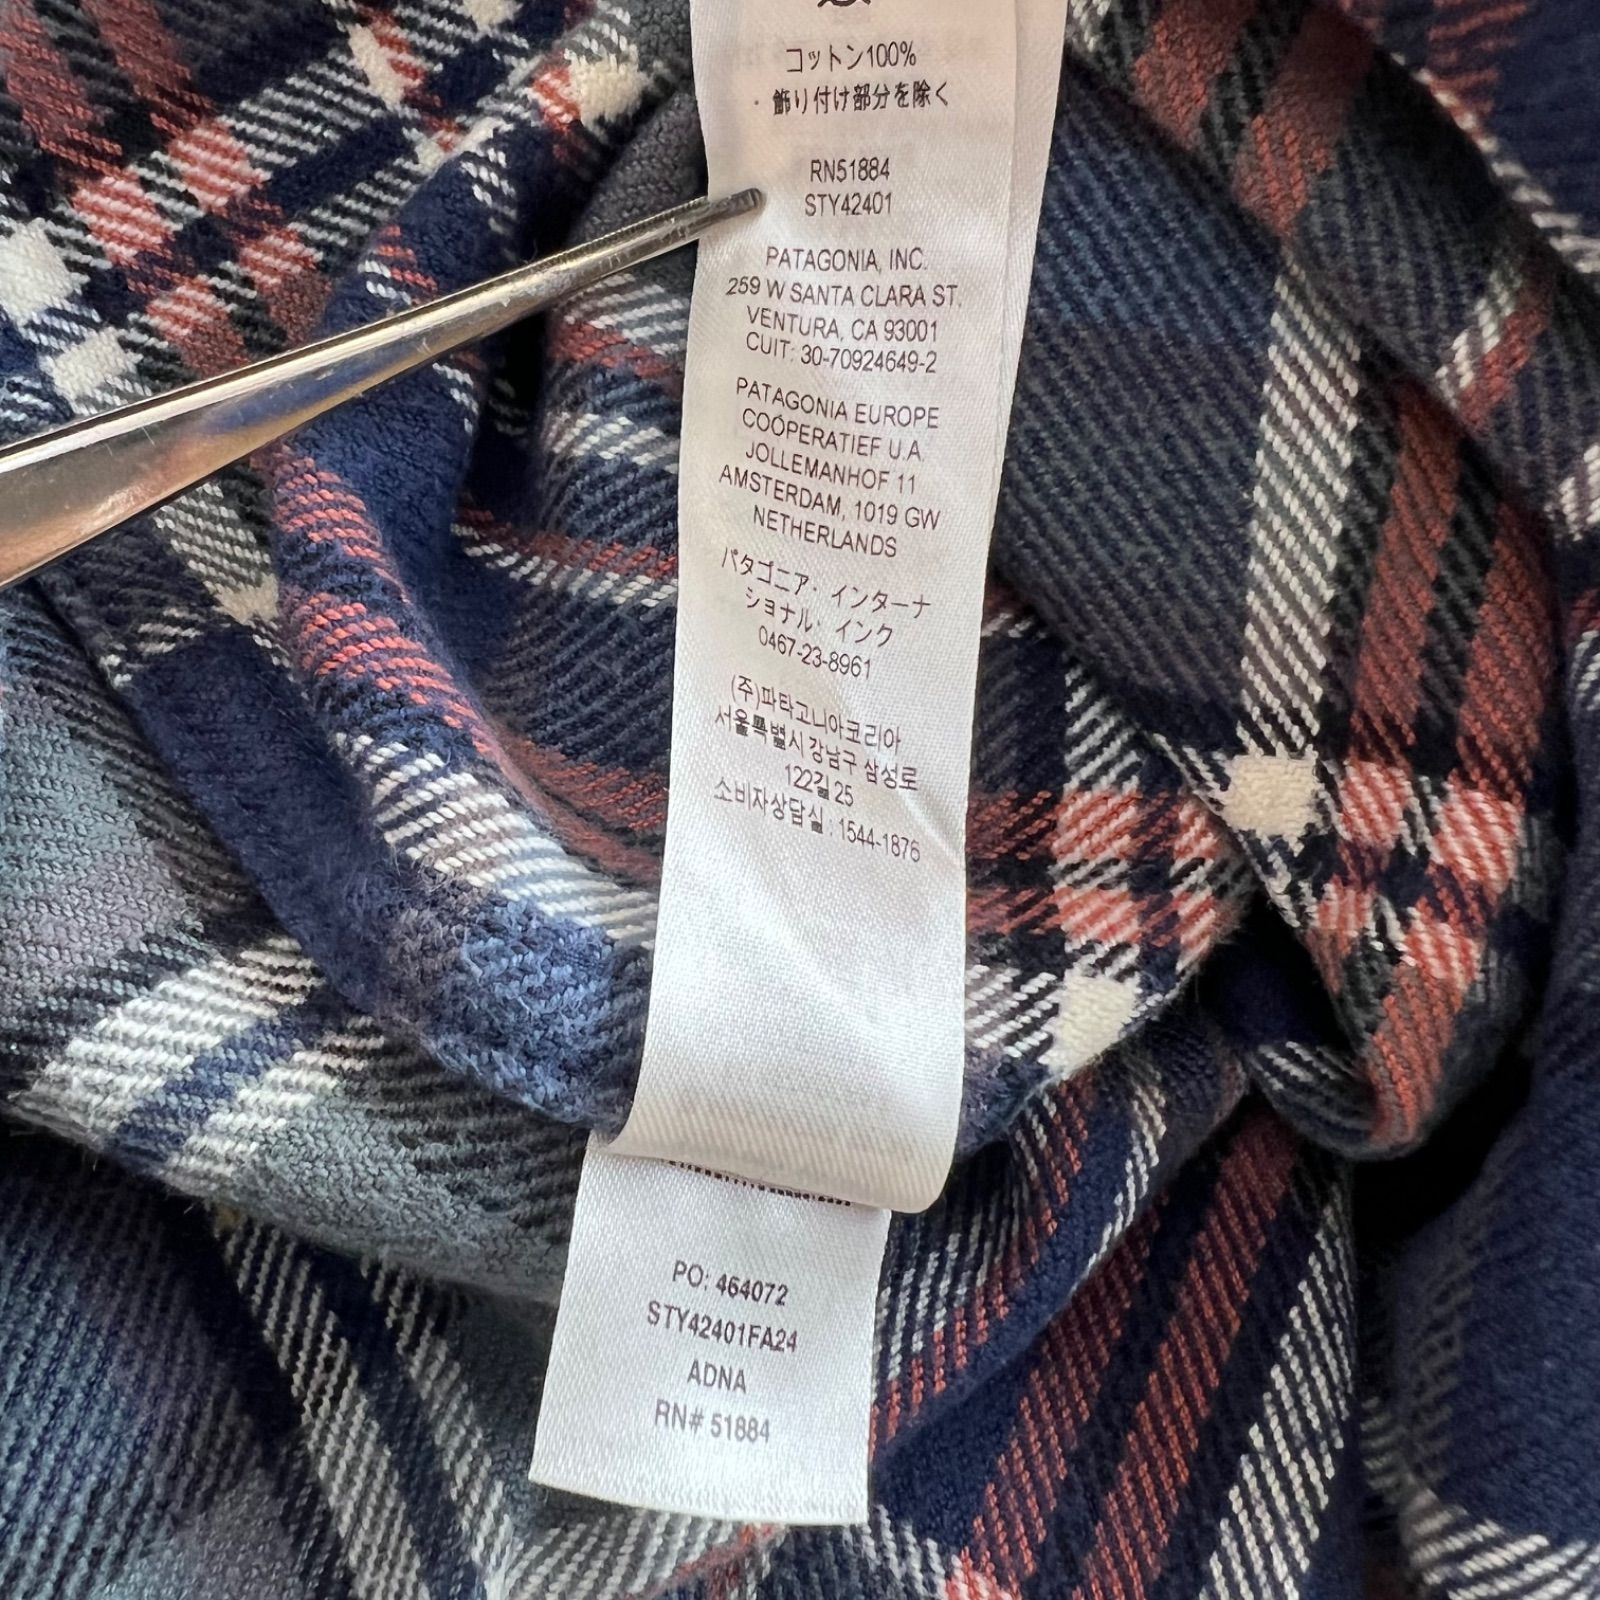 コットン100%
・飾り付け部分を除く
RN51884
STY42401
PATAGONIA, INC.
259 W SANTA CLARA ST.
VENTURA, CA 93001
CUIT: 30-70924649-2
PATAGONIA EUROPE
COÖPERATIEF U.A.
JOLLEMANHOF 11
AMSTERDAM, 1019 GW
NETHERLANDS
パタゴニア・インターナ
ショナル・インク
0467-23-8961
(주)파타고니아코리아
서울특별시 강남구 삼성로
122길 25
소비자상담실 : 1544-1876
PO: 464072
STY42401FA24
ADNA
RN# 51884